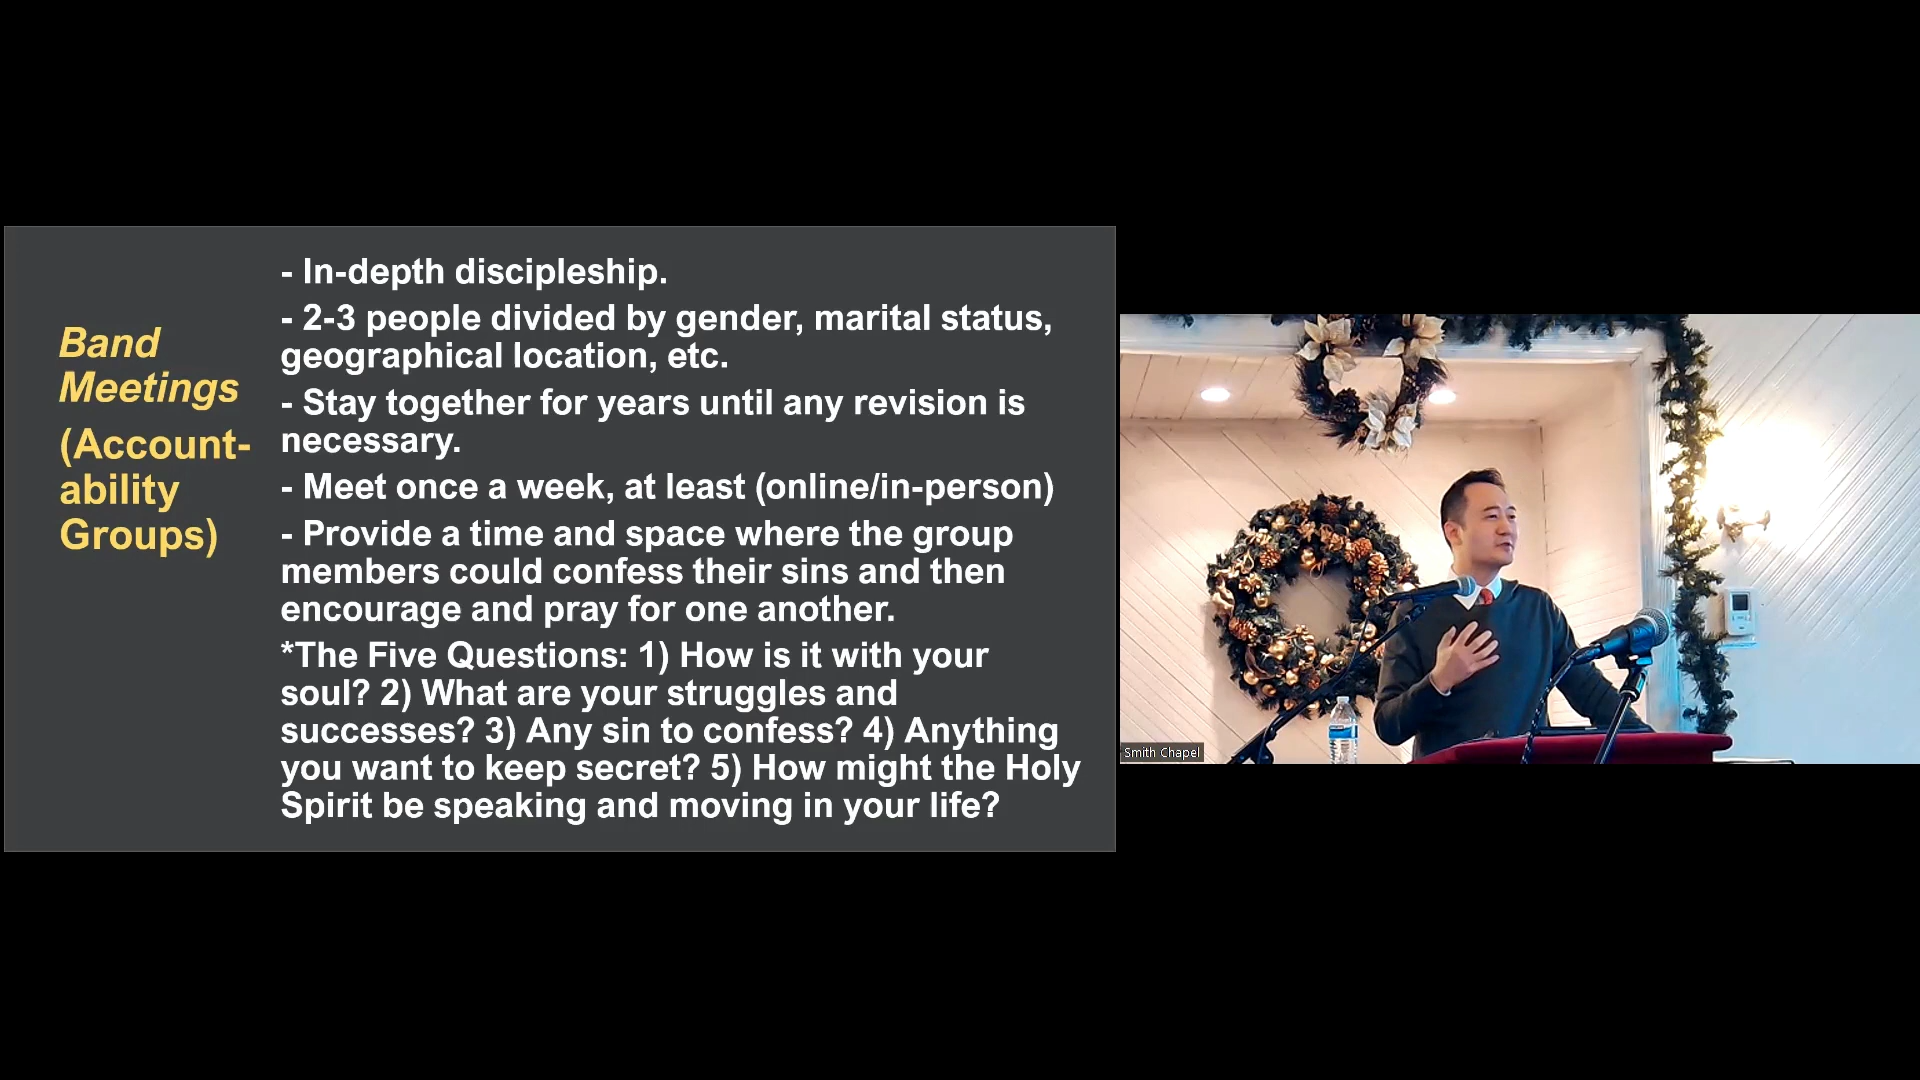 Band
Meetings
(Account-
ability
Groups)
- In-depth discipleship.
- 2-3 people divided by gender, marital status,
geographical location, etc.
- Stay together for years until any revision is
necessary.
- Meet once a week, at least (online/in-person)
- Provide a time and space where the group
members could confess their sins and then
encourage and pray for one another.
*The Five Questions: 1) How is it with your
soul? 2) What are your struggles and
successes? 3) Any sin to confess? 4) Anything
you want to keep secret? 5) How might the Holy
Spirit be speaking and moving in your life?
Smith Chapel